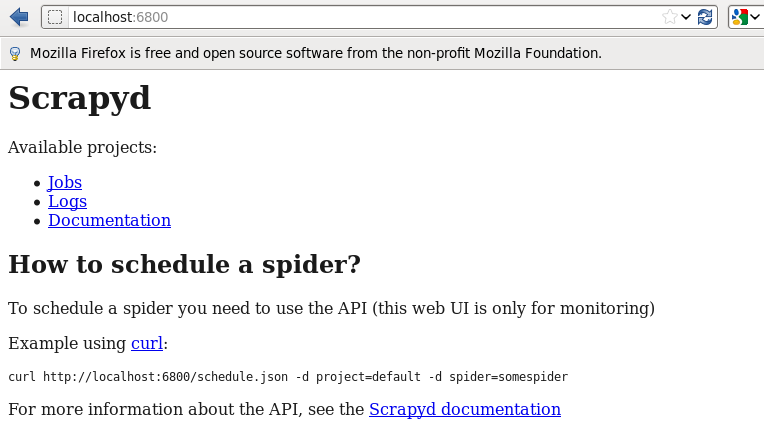 localhost:6800
Mozilla Firefox is free and open source software from the non-profit Mozilla Foundation.
Scrapyd
Available projects:
Jobs
Logs
Documentation
How to schedule a spider?
To schedule a spider you need to use the API (this web UI is only for monitoring)
Example using curl:
curl http://localhost:6800/schedule.json -d project=default -d spider=somespider
For more information about the API, see the Scrapyd documentation